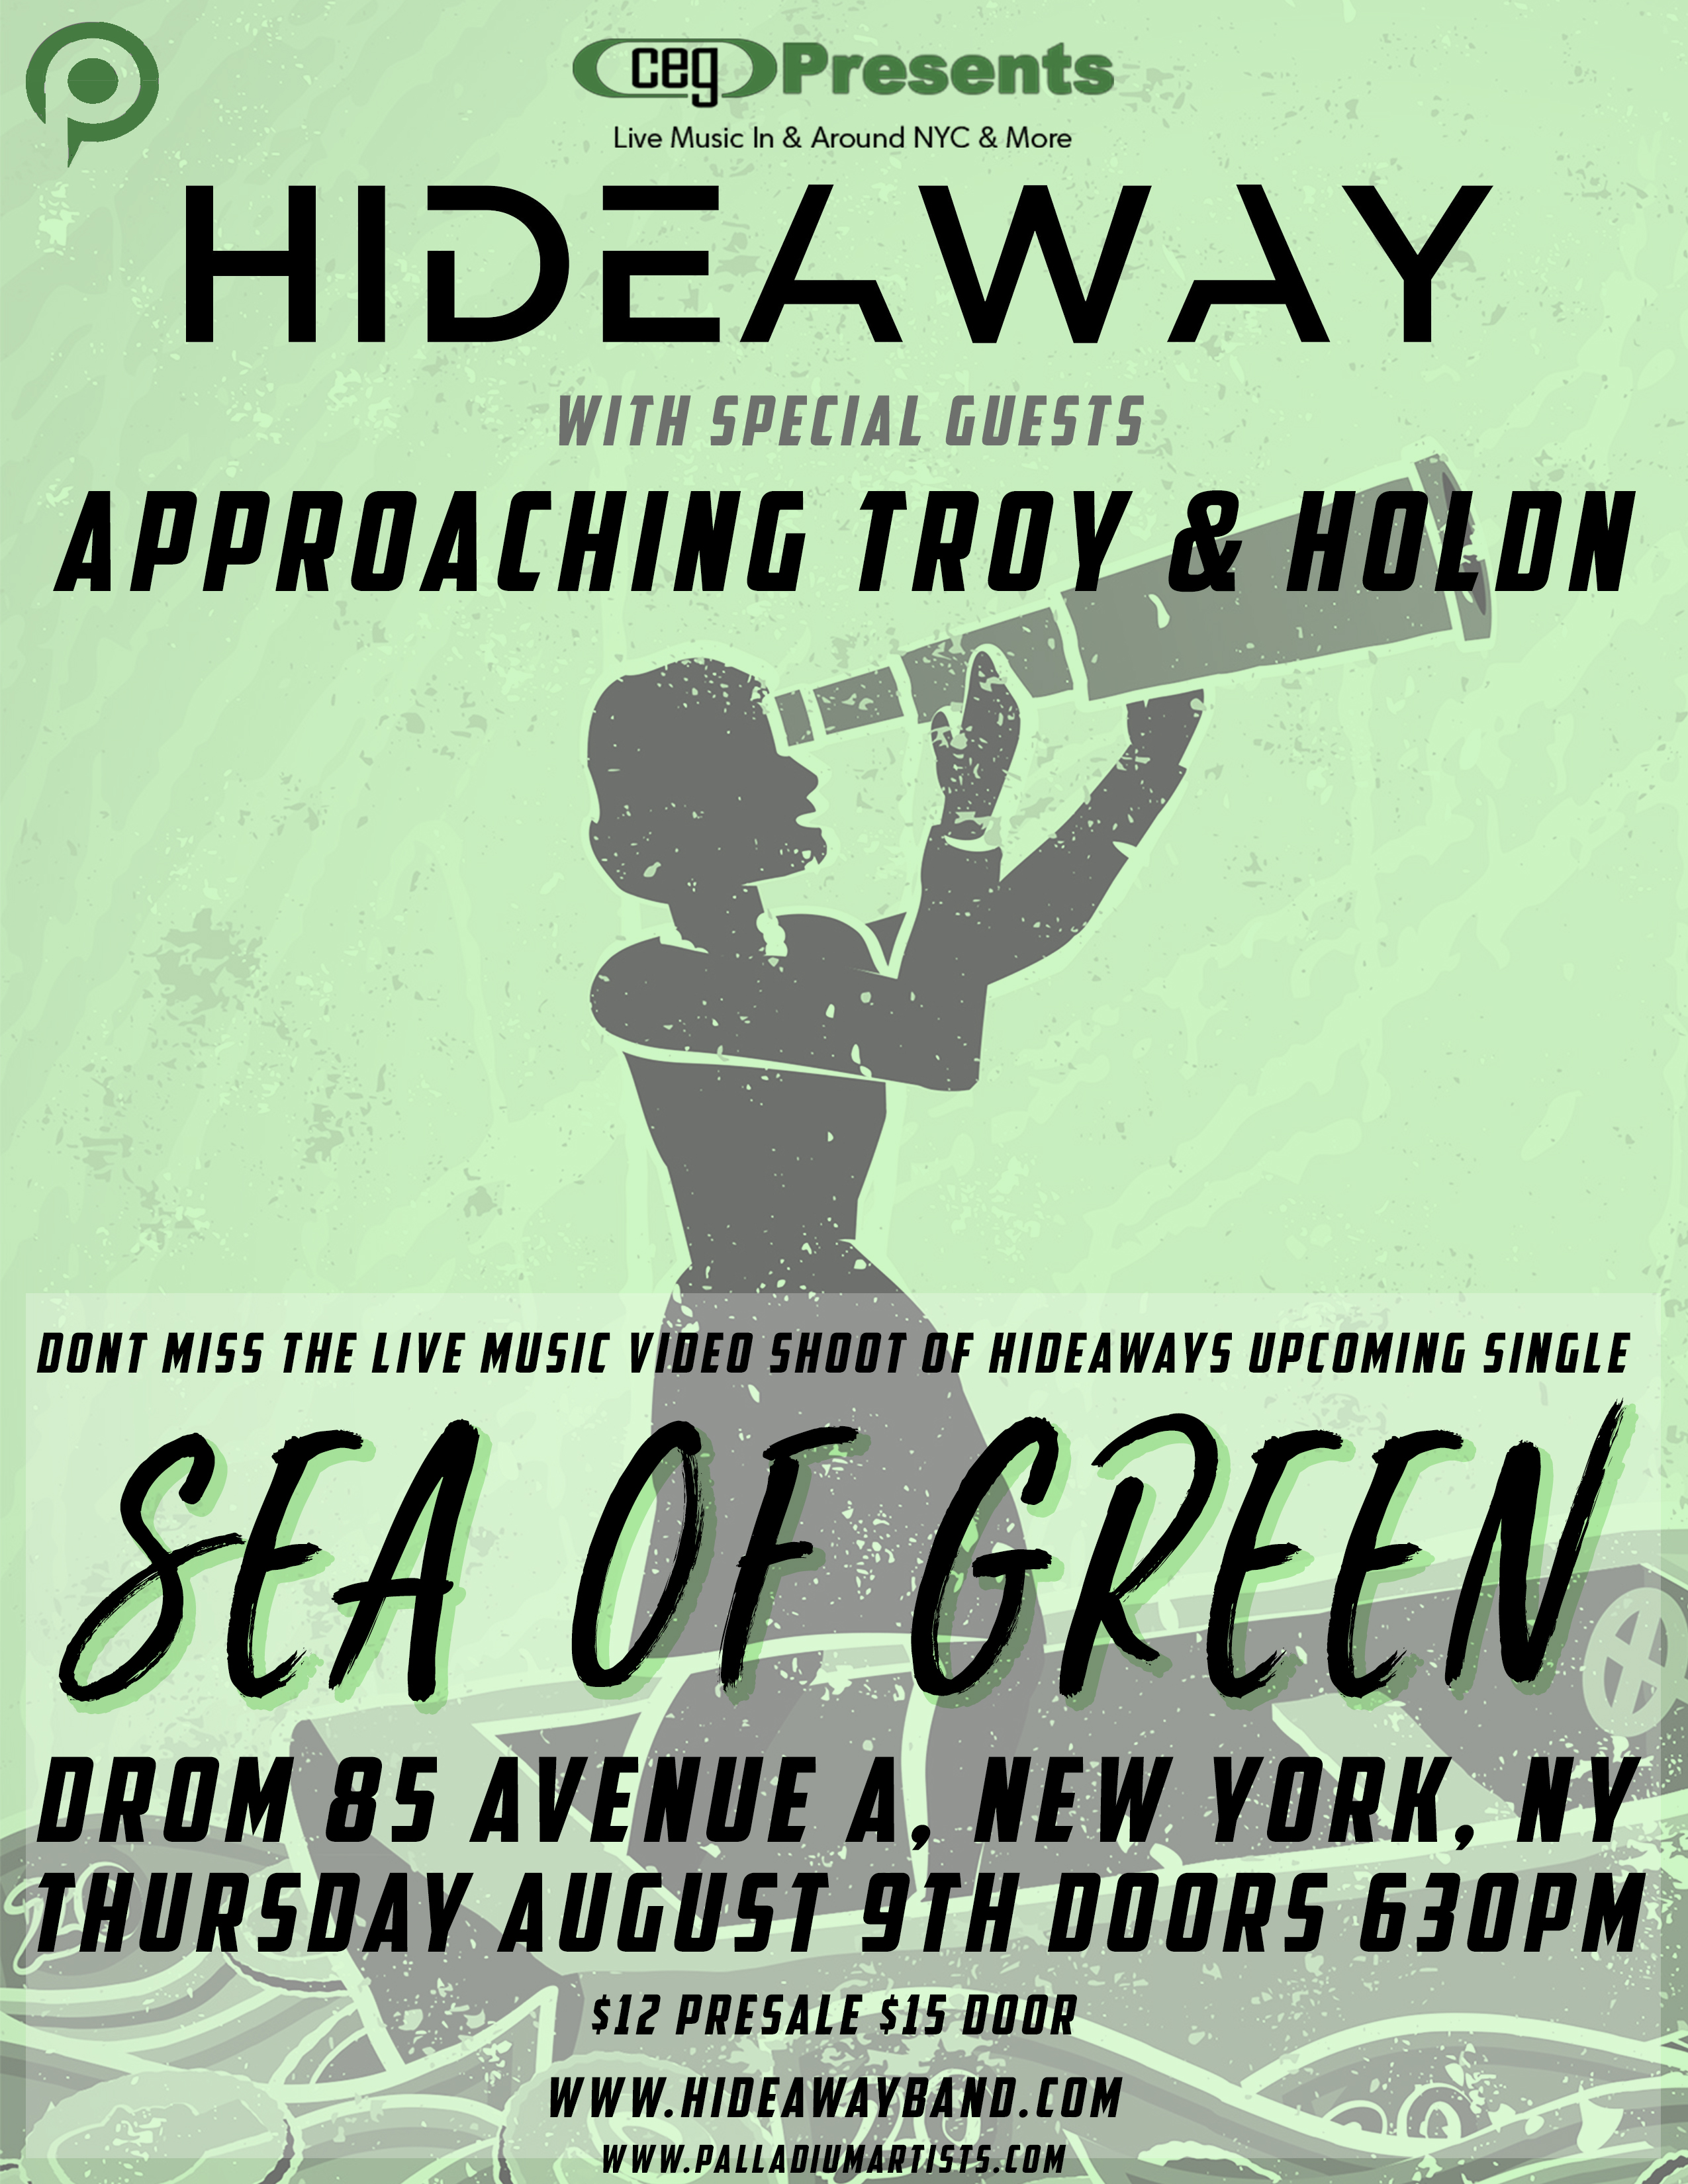 ceg Presents
Live Music In & Around NYC & More
HIDEAWAY
WITH SPECIAL GUESTS
APPROACHING TROY & HOLDN
DONT MISS THE LIVE MUSIC VIDEO SHOOT OF HIDEAWAYS UPCOMING SINGLE
SEA OF GREEN
DROM 85 AVENUE A, NEW YORK, NY
THURSDAY AUGUST 9TH DOORS 630PM
$12 PRESALE $15 DOOR
WWW.HIDEAWAYBAND.COM
WWW.PALLADIUMARTISTS.COM